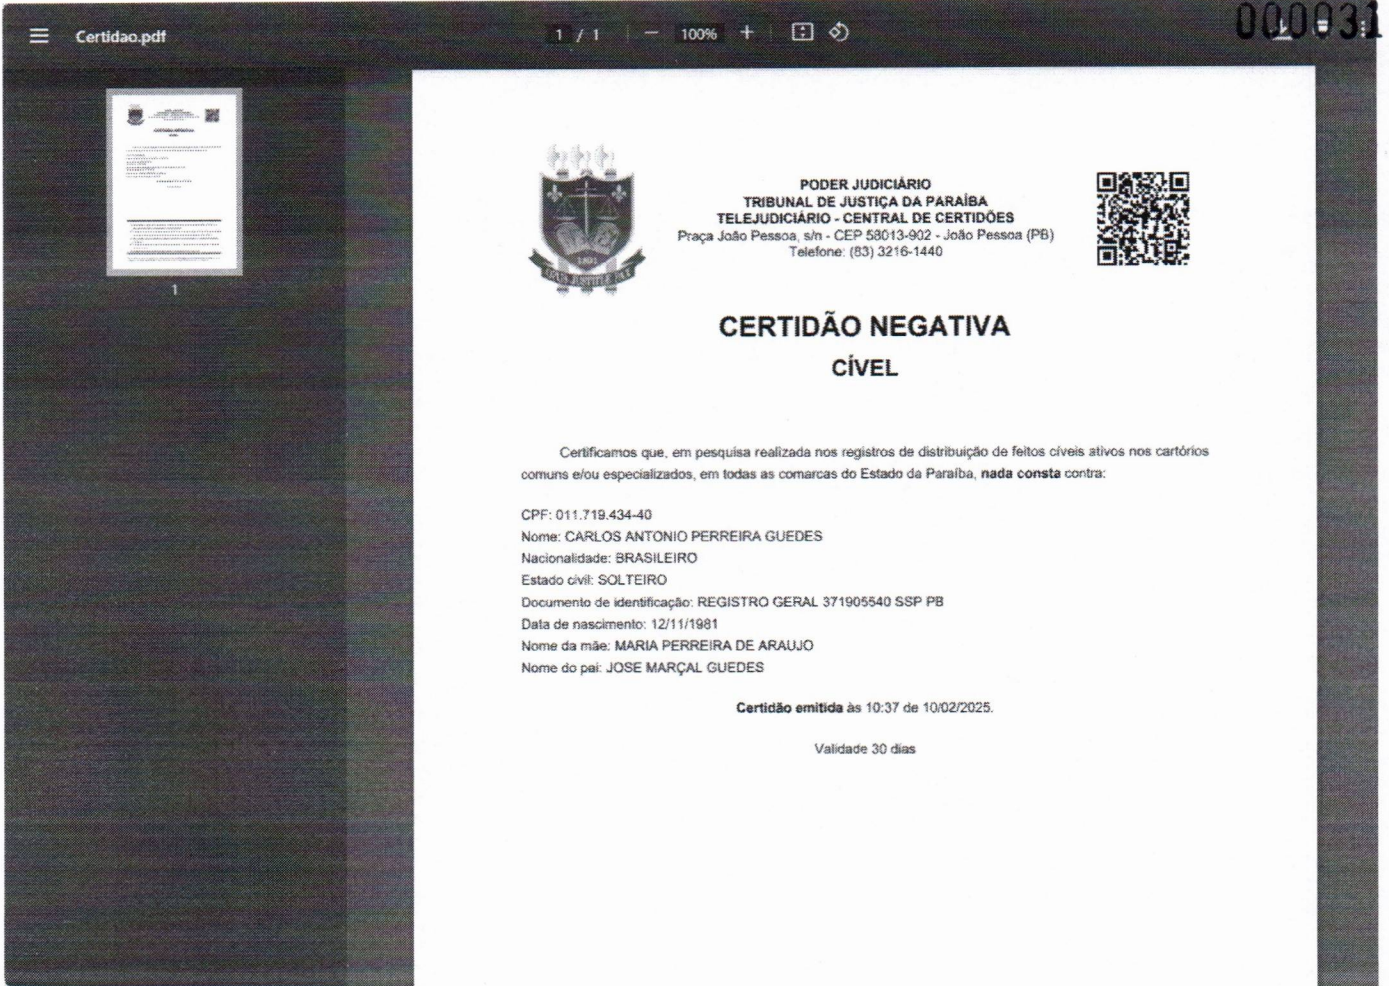 000031
Certidao.pdf
1 / 1
100%
1
PODER JUDICIÁRIO
TRIBUNAL DE JUSTIÇA DA PARAÍBA
TELEJUDICIÁRIO - CENTRAL DE CERTIDÕES
Praça João Pessoa, s/n - CEP 58013-902 - João Pessoa (PB)
Telefone: (83) 3216-1440
1891
CERTIDÃO NEGATIVA
CÍVEL
Certificamos que, em pesquisa realizada nos registros de distribuição de feitos cíveis ativos nos cartórios
comuns e/ou especializados, em todas as comarcas do Estado da Paraíba, nada consta contra:
CPF: 011.719.434-40
Nome: CARLOS ANTONIO PERREIRA GUEDES
Nacionalidade: BRASILEIRO
Estado civil: SOLTEIRO
Documento de identificação: REGISTRO GERAL 371905540 SSP PB
Data de nascimento: 12/11/1981
Nome da mãe: MARIA PERREIRA DE ARAUJO
Nome do pai: JOSE MARÇAL GUEDES
Certidão emitida às 10:37 de 10/02/2025.
Validade 30 dias